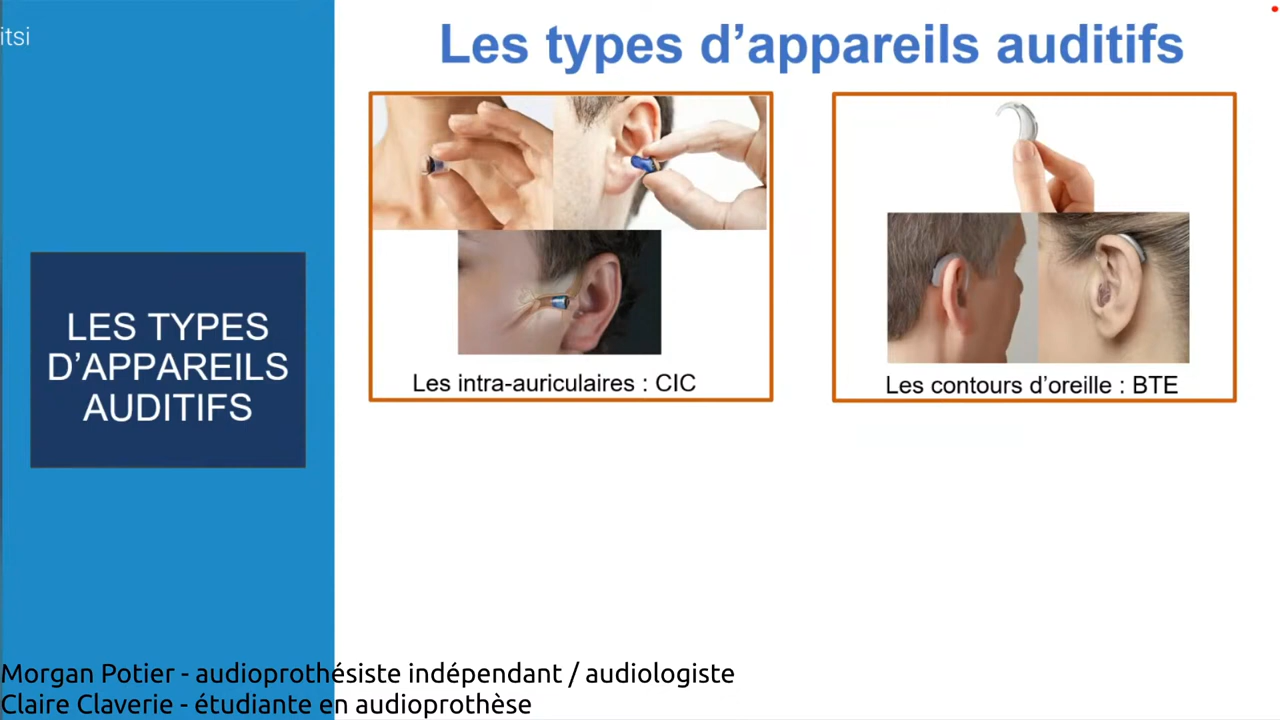 itsi
Les types d’appareils auditifs
LES TYPES
D’APPAREILS
AUDITIFS
Les intra-auriculaires : CIC
Les contours d’oreille : BTE
Morgan Potier - audioprothésiste indépendant / audiologiste
Claire Claverie - étudiante en audioprothèse